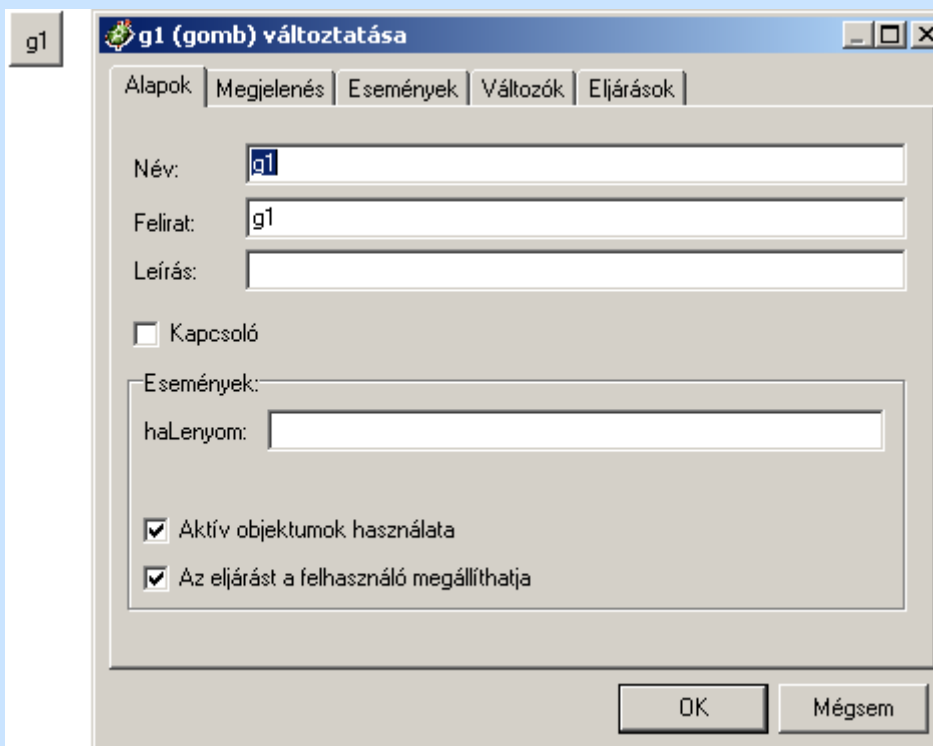 g1
g1 (gomb) változtatása
Alapok Megjelenés Események Változók Eljárások
Név: g1
Felirat: g1
Leírás:
Kapcsoló
Események:
haLenyom:
Aktív objektumok használata
Az eljárást a felhasználó megállíthatja
OK Mégsem